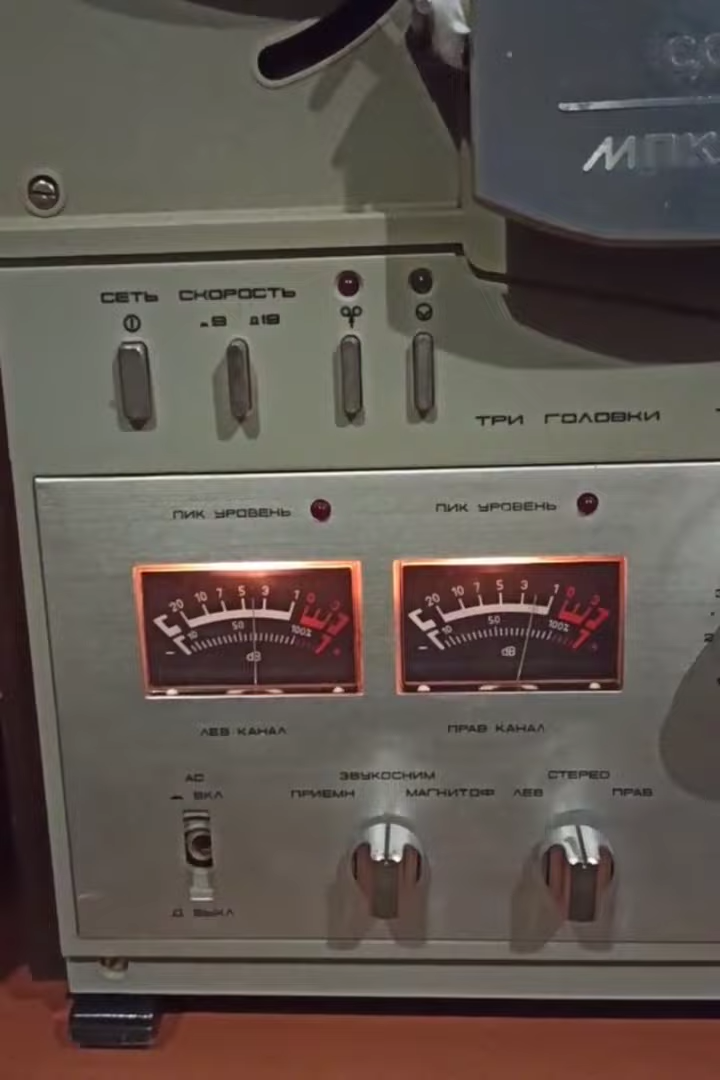 МПК
СЕТЬ СКОРОСТЬ
9 19
ТРИ ГОЛОВКИ
ПИК УРОВЕНЬ ПИК УРОВЕНЬ
20 10 7 5 3 1 0 3
10 50 100%
- dB +
20 10 7 5 3 1 0 3
10 50 100%
- dB +
ЛЕВ КАНАЛ ПРАВ КАНАЛ
АС ЗВУКОСНИМ СТЕРЕО
ВКЛ ПРИЕМН МАГНИТОФ ЛЕВ ПРАВ
ВЫКЛ